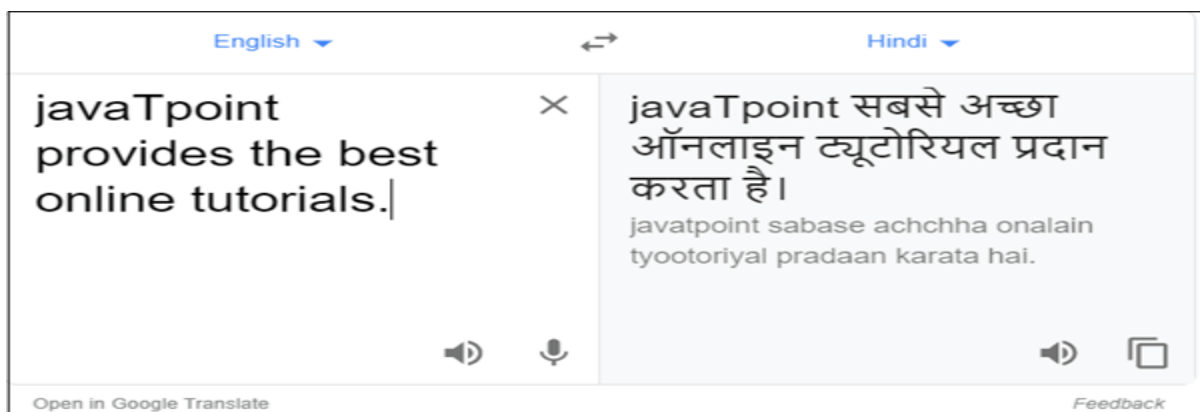 English
Hindi
javaTpoint
provides the best
online tutorials.
javaTpoint सबसे अच्छा
ऑनलाइन ट्यूटोरियल प्रदान
करता है।
javatpoint sabase achchha onalain
tyootoriyal pradaan karata hai.
Open in Google Translate
Feedback